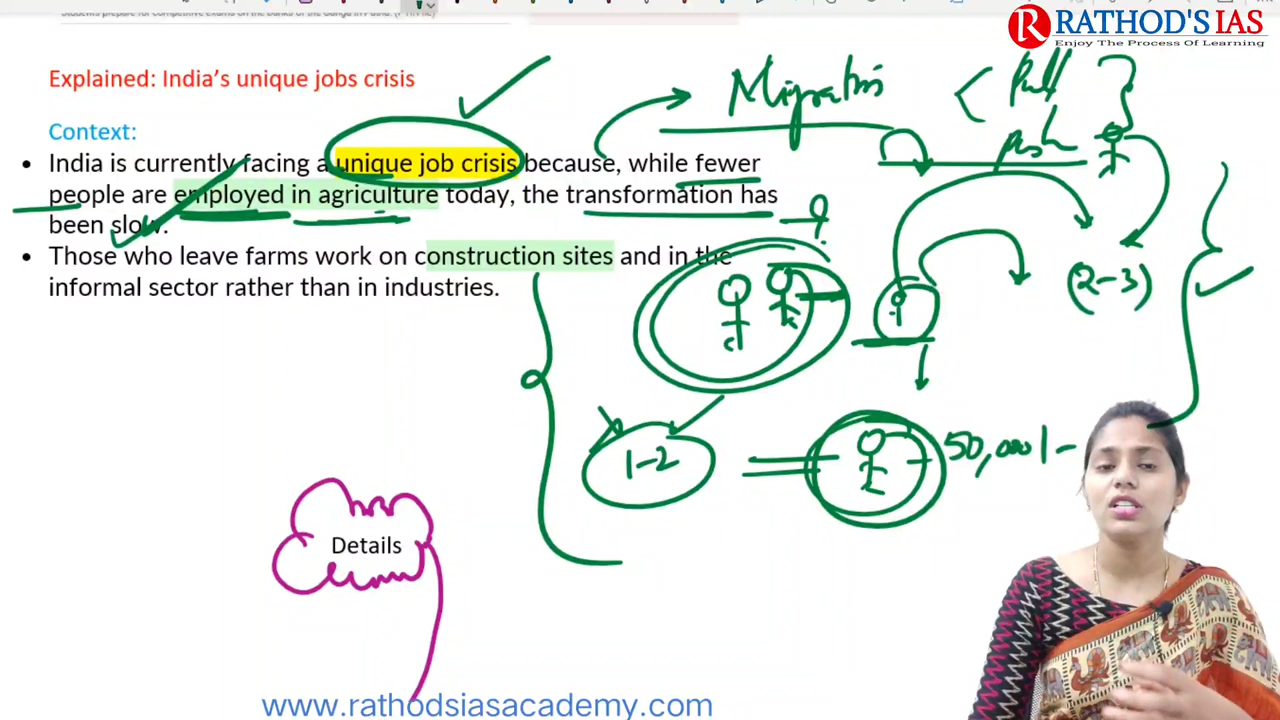 RATHOD'S IAS
Enjoy The Process Of Learning
Explained: India's unique jobs crisis
Context:
• India is currently facing a unique job crisis because, while fewer
people are employed in agriculture today, the transformation has
been slow.
• Those who leave farms work on construction sites and in the
informal sector rather than in industries.
Migration
Pull
push
(2-3)
1-2
50,000/-
Details
www.rathodsiasacademy.com